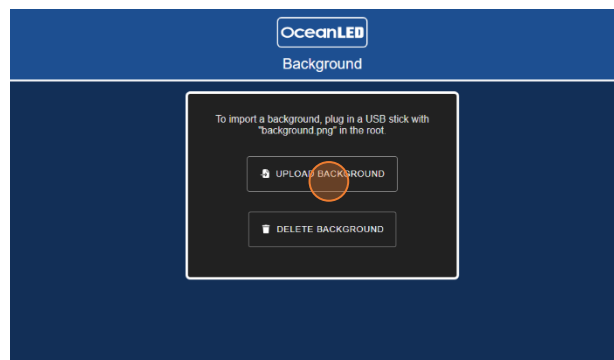 OceanLED
Background
To import a background, plug in a USB stick with
"background.png" in the root.
UPLOAD BACKGROUND
DELETE BACKGROUND